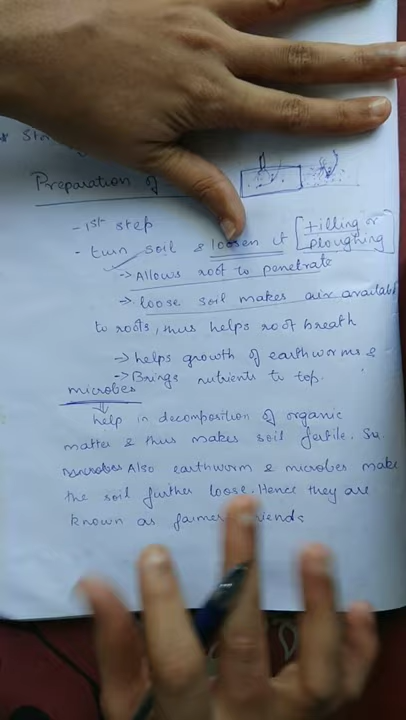 Preparation of
- 1st step
- turn soil & loosen it [tilling or ploughing
-> Allows root to penetrate
-> loose soil makes air available
to roots, thus helps root breath
-> helps growth of earthworms &
-> Brings nutrients to top.
microbes
help in decomposition of organic
matter & thus makes soil fertile.
Also earthworm & microbes make
the soil further loose. Hence they are
known as farmer